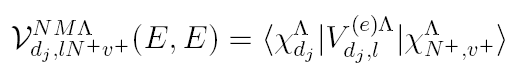 $\mathcal{V}^{NM\Lambda}_{d_j,lN^+v^+}(E,E) = \langle \chi^{\Lambda}_{d_j} | V^{(e)\Lambda}_{d_j,l} | \chi^{\Lambda}_{N^+,v^+} \rangle$